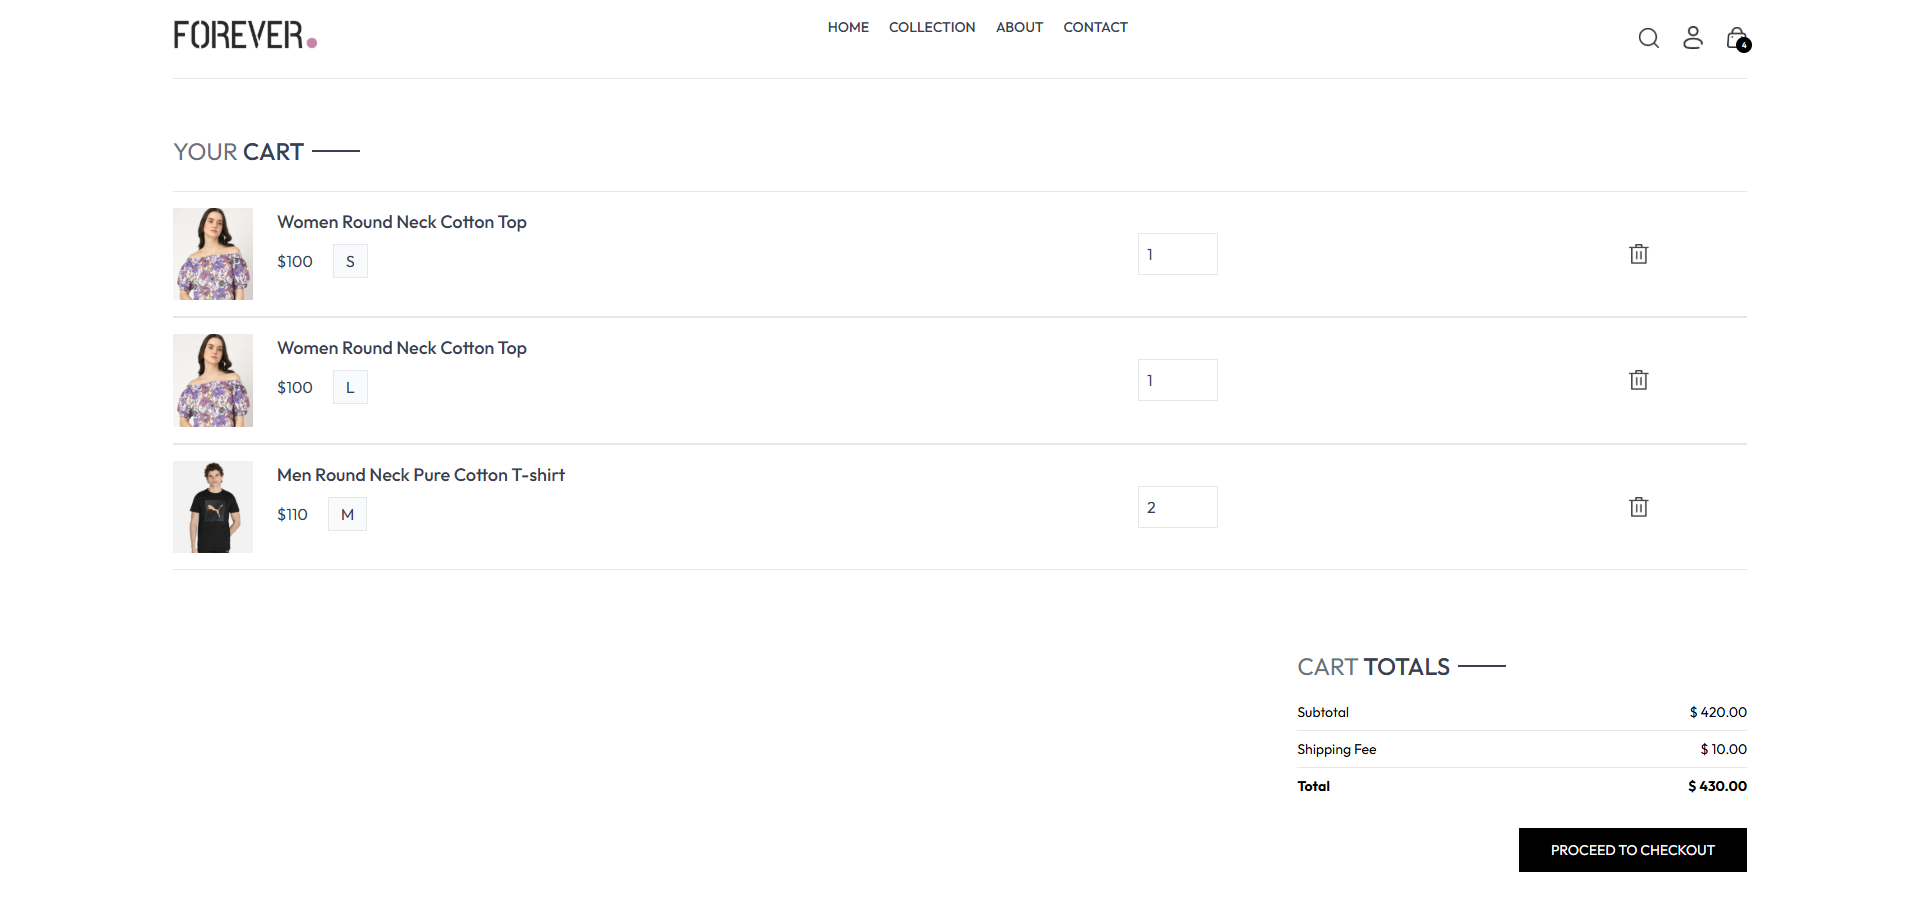 FOREVER.
HOME COLLECTION ABOUT CONTACT
4
YOUR CART
Women Round Neck Cotton Top
$100 S
1
Women Round Neck Cotton Top
$100 L
1
Men Round Neck Pure Cotton T-shirt
$110 M
2
CART TOTALS
Subtotal $ 420.00
Shipping Fee $ 10.00
Total $ 430.00
PROCEED TO CHECKOUT